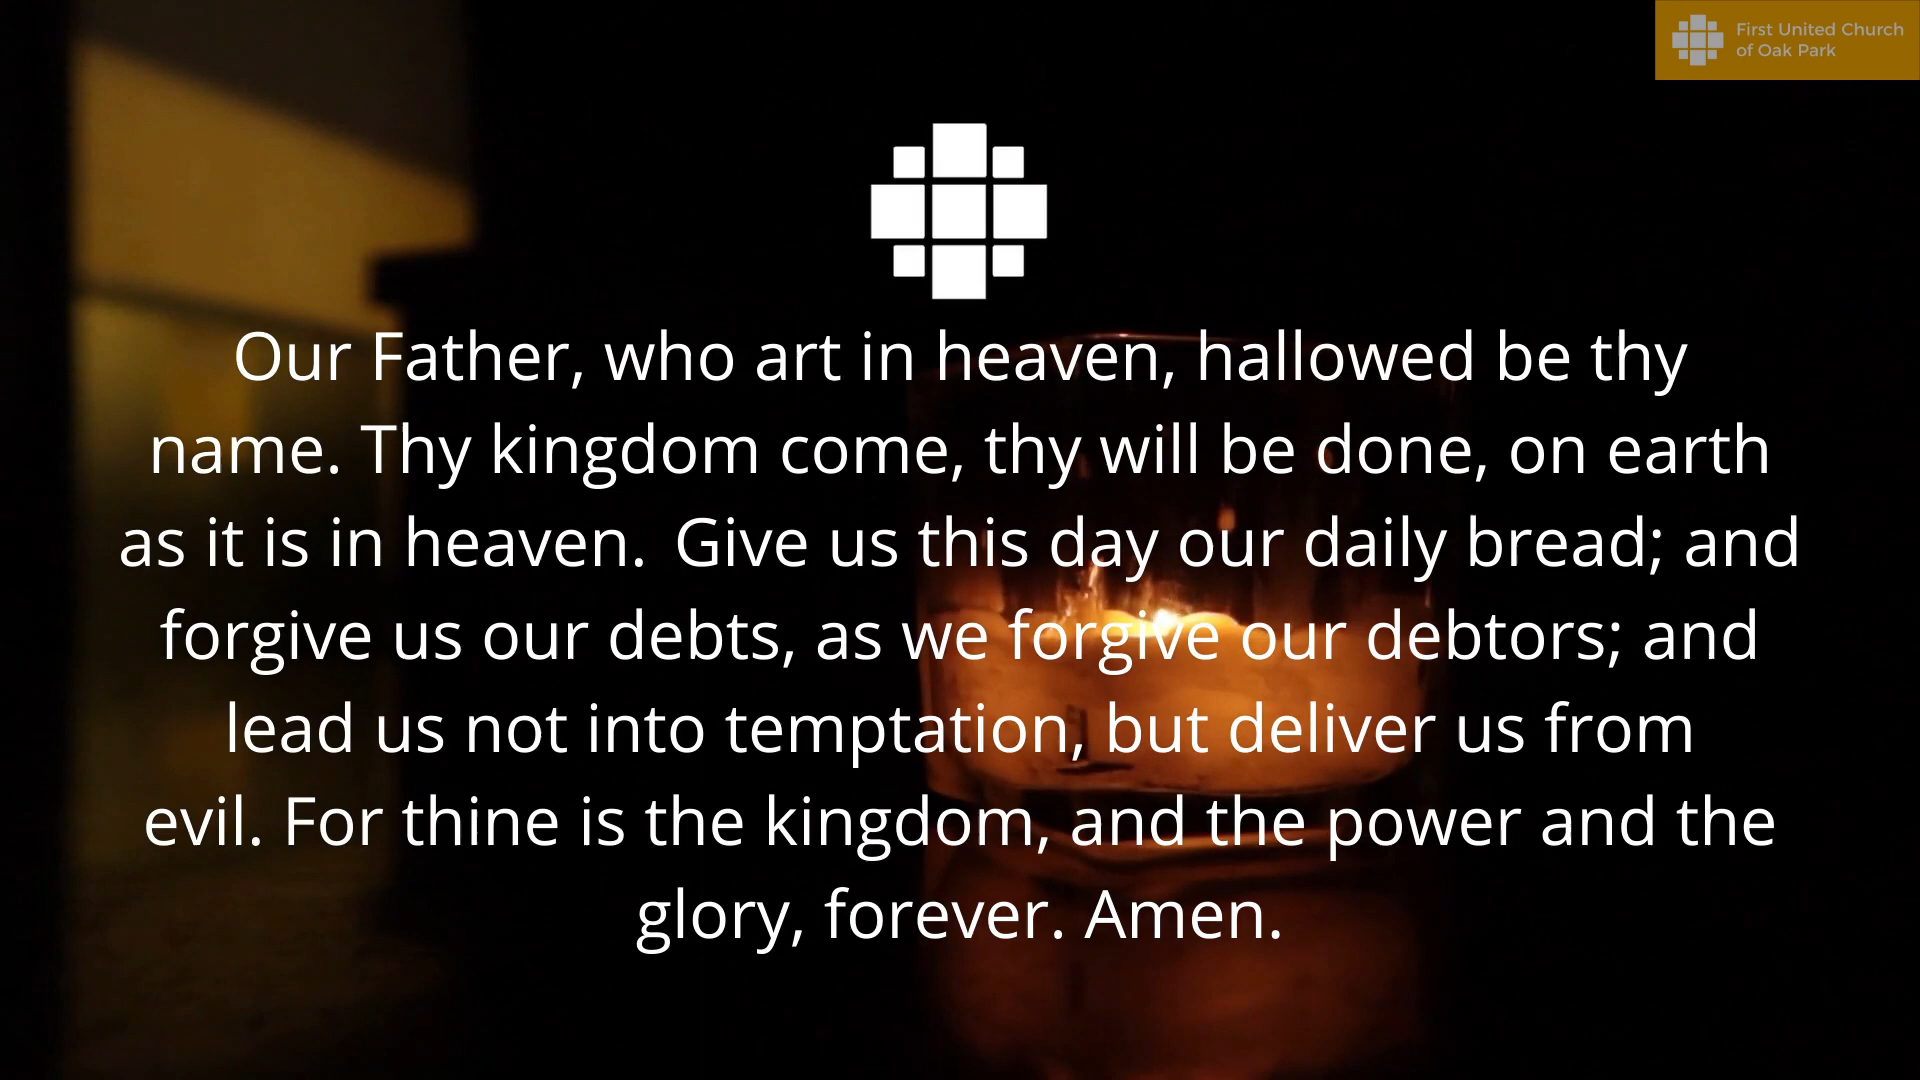 First United Church
of Oak Park
Our Father, who art in heaven, hallowed be thy
name. Thy kingdom come, thy will be done, on earth
as it is in heaven. Give us this day our daily bread; and
forgive us our debts, as we forgive our debtors; and
lead us not into temptation, but deliver us from
evil. For thine is the kingdom, and the power and the
glory, forever. Amen.